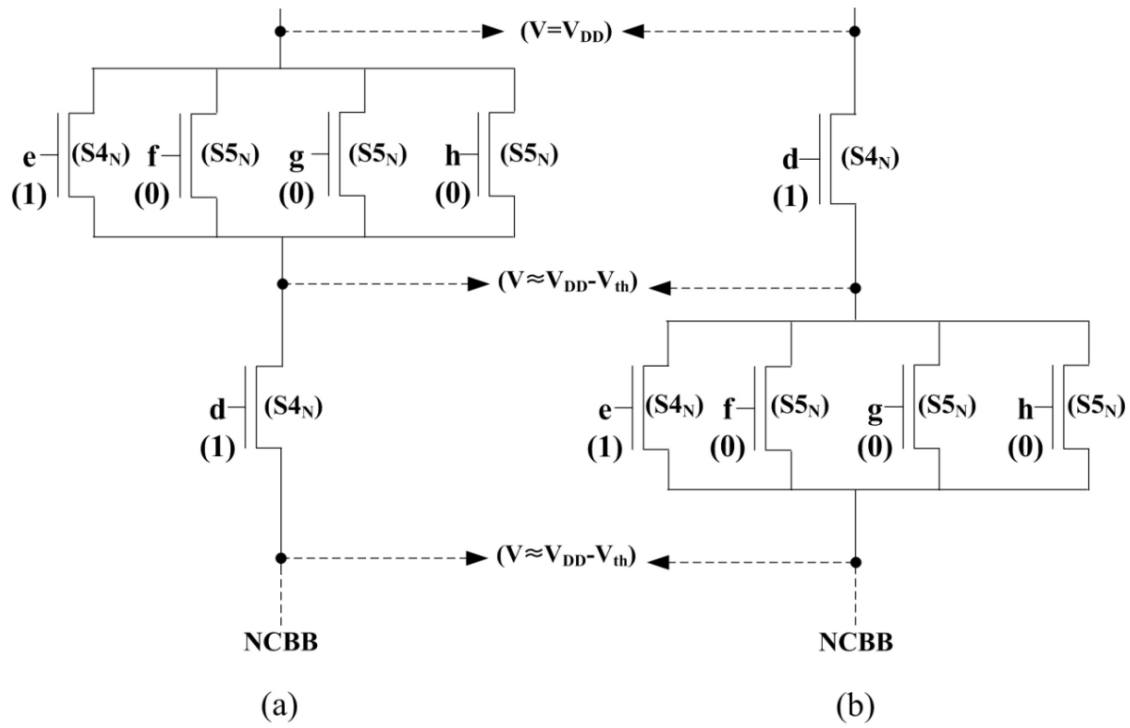 (V=V_DD)
e (S4_N) f (S5_N) g (S5_N) h (S5_N) d (S4_N)
(1) (0) (0) (0) (1)
(V≈V_DD-V_th)
d (S4_N) e (S4_N) f (S5_N) g (S5_N) h (S5_N)
(1) (1) (0) (0) (0)
(V≈V_DD-V_th)
NCBB NCBB
(a) (b)